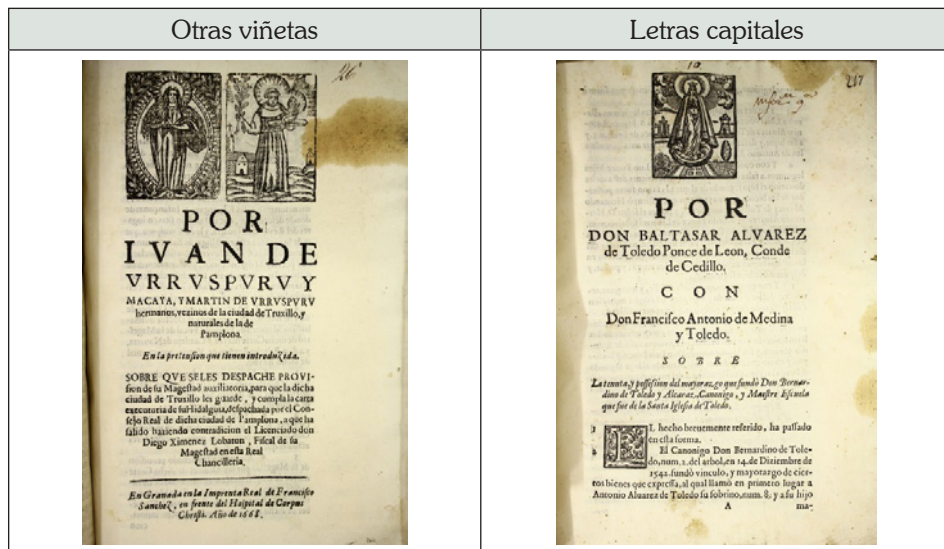 Otras viñetas
Letras capitales
26
POR
IVAN DE
VRRVSPVRV Y
MACAYA, Y MARTIN DE VRRVSPVRV
hermanos, vezinos de la ciudad de Truxillo, y
naturales de la de
Pamplona.
En la pretension que tienen introduzida.
SOBRE QVE SELES DESPACHE PROVI-
sion de su Magestad auxiliatoria, para que la dicha
ciudad de Truxillo les guarde, y cumpla la carta
executoria de su Hidalguia, despachada por el Con-
sejo Real de dicha ciudad de Pamplona, a que ha
salido haziendo contradicion el Licenciado don
Diego Ximenez Lobaton, Fiscal de su
Magestad en esta Real
Chancilleria.
En Granada en la Imprenta Real de Francisco
Sanchez, en frente del Hospital de Corpus
Christi. Año de 1668.
10
217
POR
DON BALTASAR ALVAREZ
de Toledo Ponce de Leon, Conde
de Cedillo.
CON
Don Francisco Antonio de Medina
y Toledo.
SOBRE
La tenuta, y possession del mayorazgo que fundò Don Bernar-
dino de Toledo y Alcaraz, Canonigo, y Maestre Escuela
que fue de la Santa Iglesia de Toledo.
1 EL hecho breuemente referido, ha passado
en esta forma.
2 El Canonigo Don Bernardino de Tole-
do, num. 2. del arbol, en 14. de Diziembre de
1542. fundò vinculo, y mayorazgo de cier-
tos bienes que expressa, al qual llamò en primero lugar a
Antonio Aluarez de Toledo su sobrino, num. 8. y a su hijo
A ma-